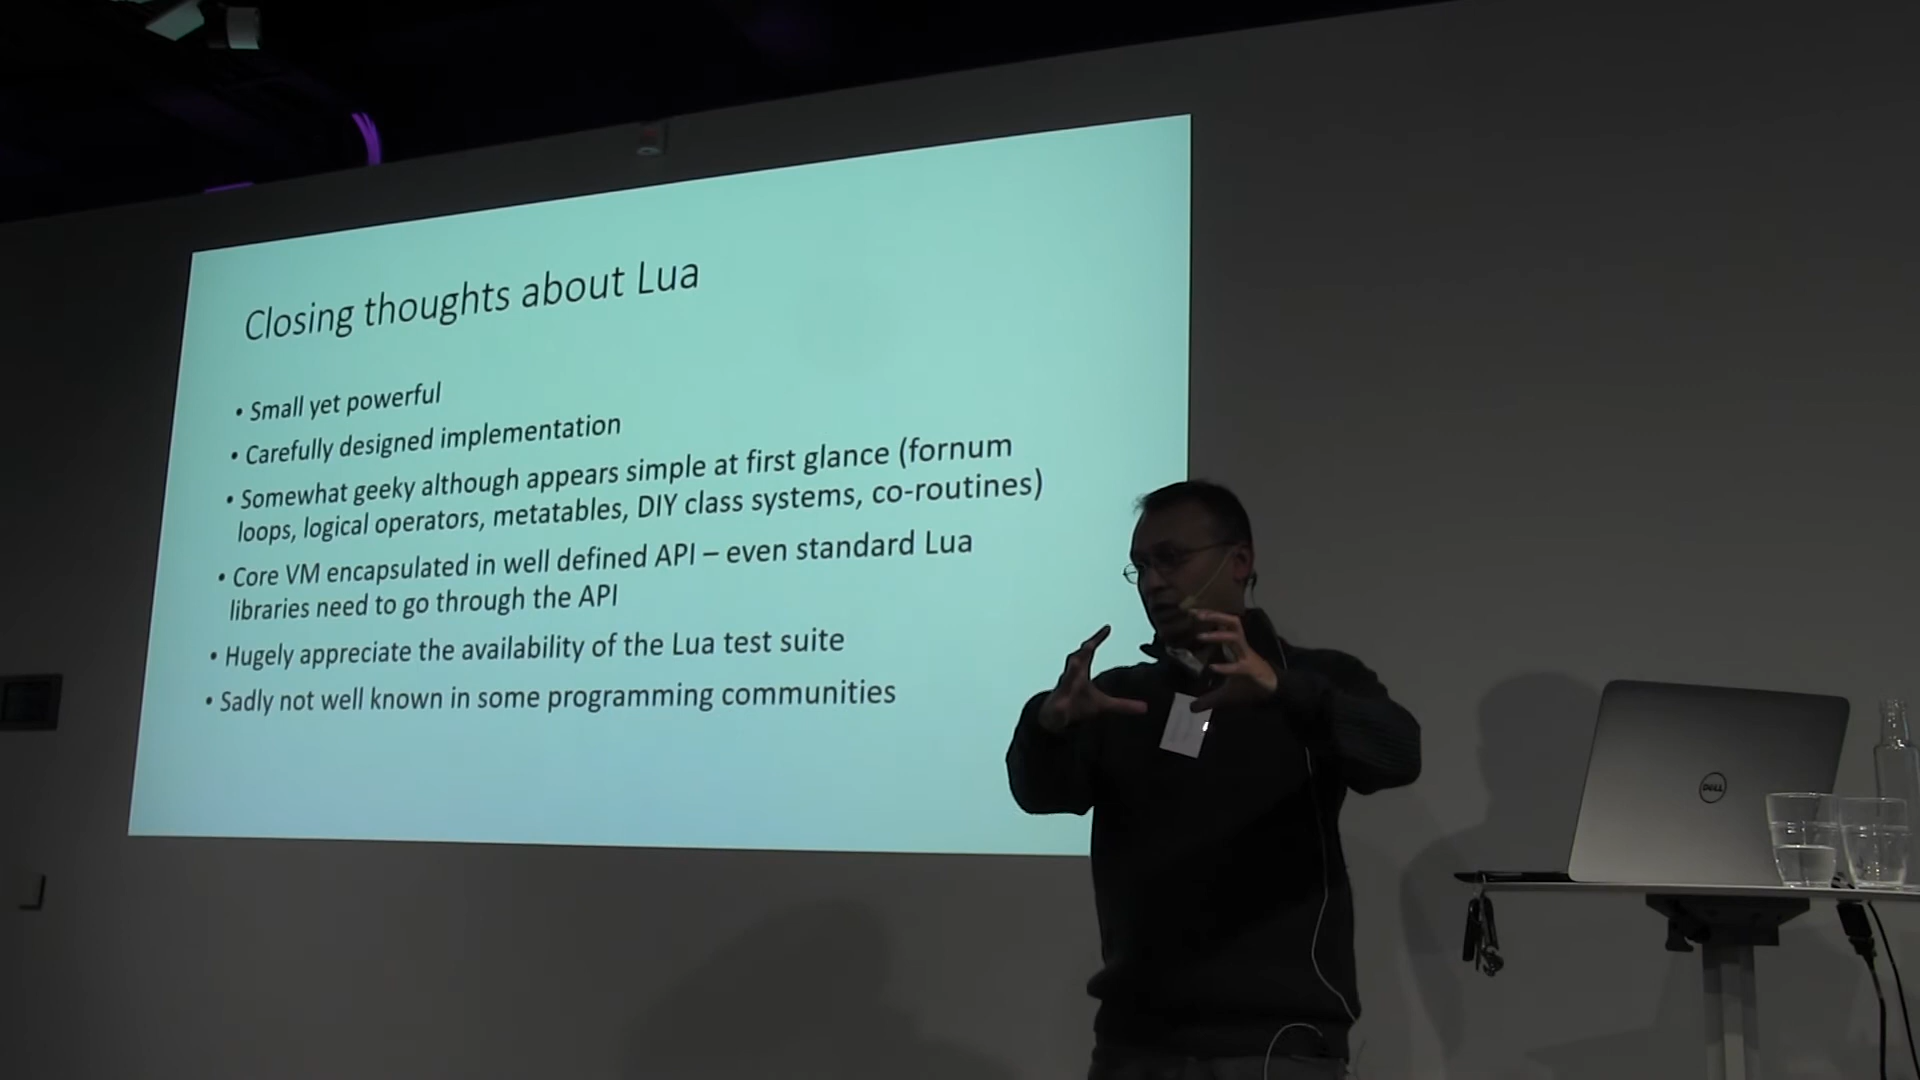 Closing thoughts about Lua
• Small yet powerful
• Carefully designed implementation
• Somewhat geeky although appears simple at first glance (fornum
loops, logical operators, metatables, DIY class systems, co-routines)
• Core VM encapsulated in well defined API – even standard Lua
libraries need to go through the API
• Hugely appreciate the availability of the Lua test suite
• Sadly not well known in some programming communities
DELL